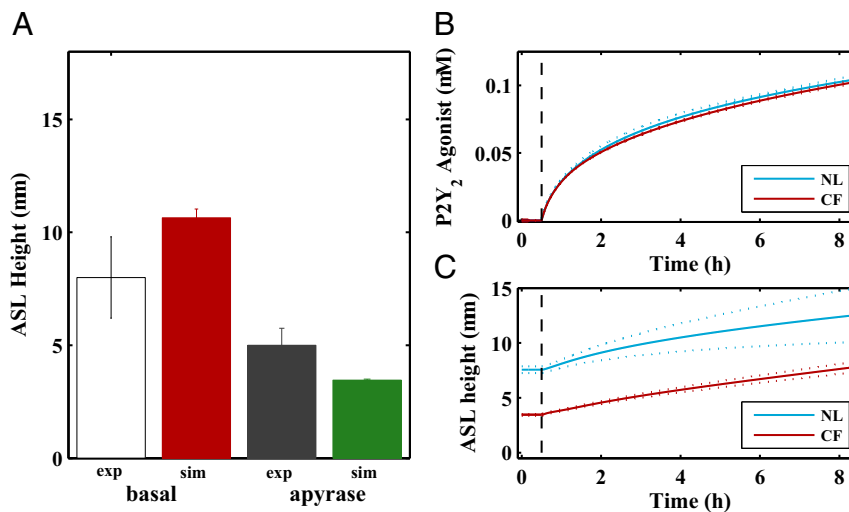 A
ASL Height (mm)
15
10
5
0
exp sim exp sim
basal apyrase
B
P2Y2 Agonist (mM)
0.1
0.05
0
NL
CF
0 2 4 6 8
Time (h)
C
ASL height (mm)
15
10
5
0
NL
CF
0 2 4 6 8
Time (h)